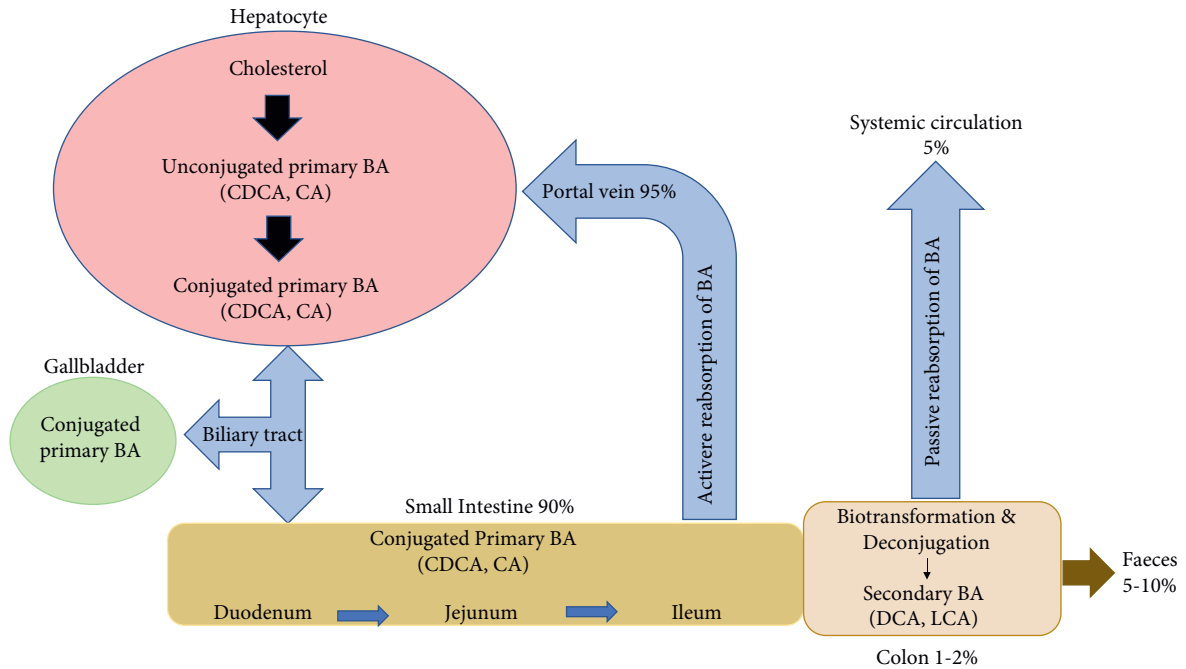 Hepatocyte
Cholesterol
Unconjugated primary BA
(CDCA, CA)
Conjugated primary BA
(CDCA, CA)
Portal vein 95%
Activere absorption of BA
Systemic circulation
5%
Passive reabsorption of BA
Gallbladder
Conjugated
primary BA
Biliary tract
Small Intestine 90%
Conjugated Primary BA
(CDCA, CA)
Duodenum
Jejunum
Ileum
Biotransformation &
Deconjugation
Secondary BA
(DCA, LCA)
Colon 1-2%
Faeces
5-10%